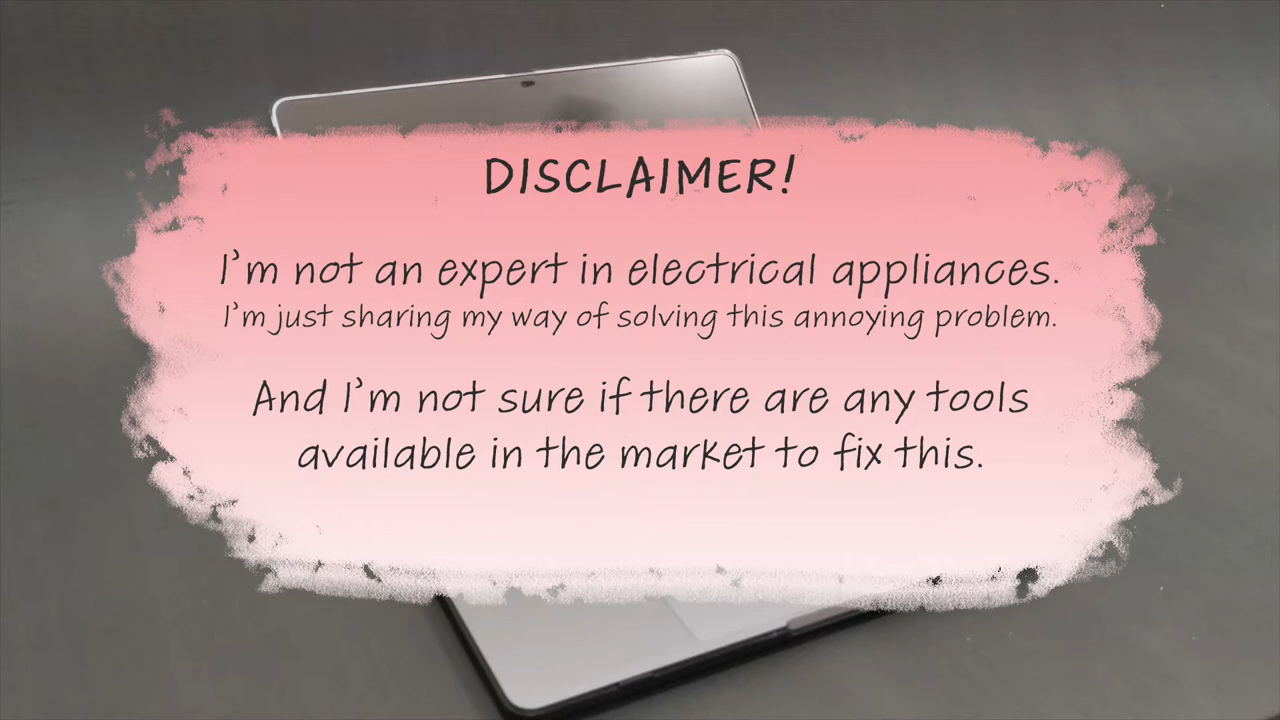 DISCLAIMER!
I'm not an expert in electrical appliances.
I'm just sharing my way of solving this annoying problem.
And I'm not sure if there are any tools
available in the market to fix this.